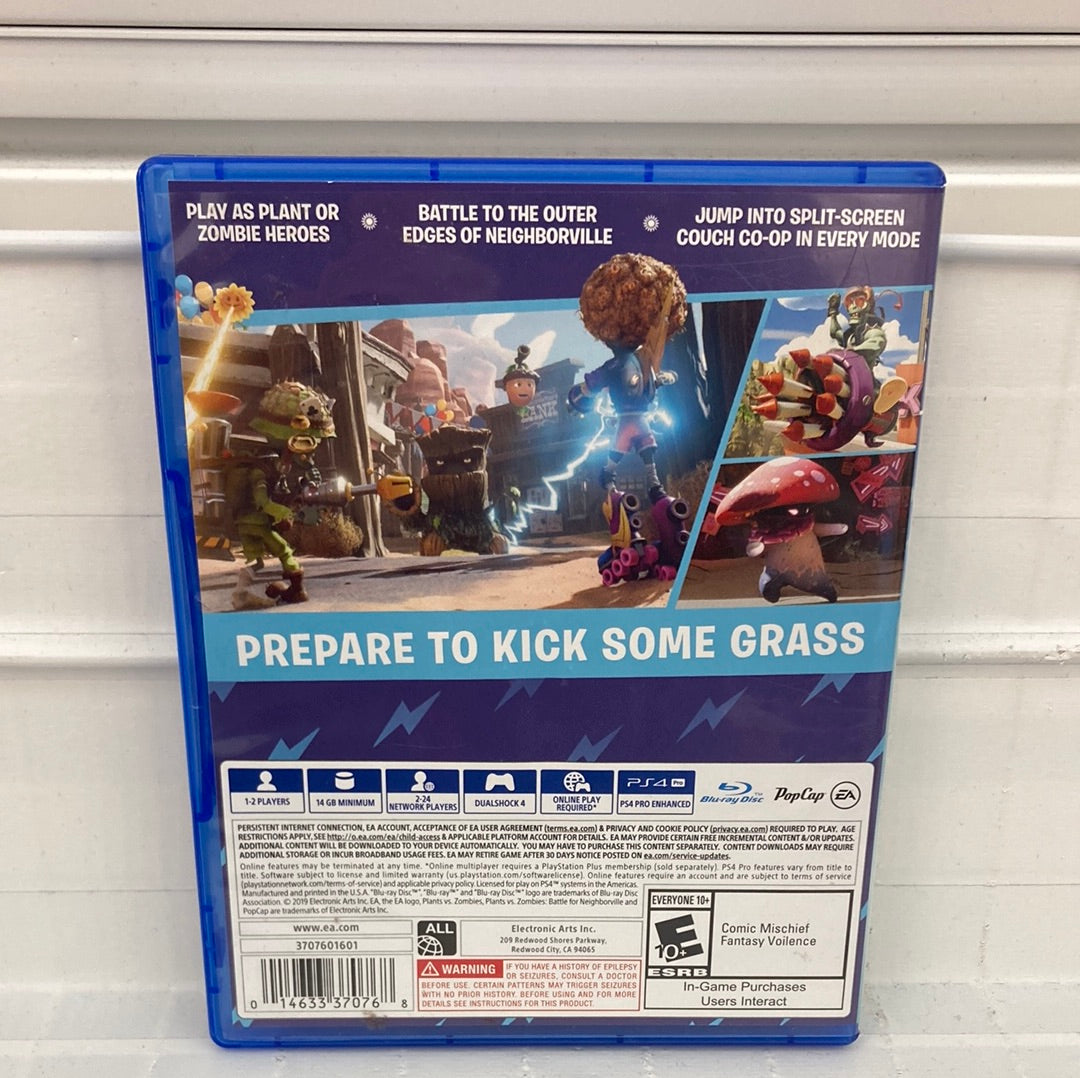 PLAY AS PLANT OR
ZOMBIE HEROES
BATTLE TO THE OUTER
EDGES OF NEIGHBORVILLE
JUMP INTO SPLIT-SCREEN
COUCH CO-OP IN EVERY MODE
BANK
PREPARE TO KICK SOME GRASS
1-2 PLAYERS
14 GB MINIMUM
2-24
NETWORK PLAYERS
DUALSHOCK 4
ONLINE PLAY
REQUIRED*
PS4 Pro
PS4 PRO ENHANCED
Blu-ray Disc™
PopCap
EA
PERSISTENT INTERNET CONNECTION, EA ACCOUNT, ACCEPTANCE OF EA USER AGREEMENT (terms.ea.com) & PRIVACY AND COOKIE POLICY (privacy.ea.com) REQUIRED TO PLAY. AGE
RESTRICTIONS APPLY, SEE http://o.ea.com/ea/child-access & APPLICABLE PLATFORM ACCOUNT FOR DETAILS. EA MAY PROVIDE CERTAIN FREE INCREMENTAL CONTENT &/OR UPDATES.
ADDITIONAL CONTENT WILL BE DOWNLOADED TO YOUR DEVICE AUTOMATICALLY. YOU MAY HAVE TO PURCHASE THIS CONTENT SEPARATELY. CONTENT DOWNLOADS MAY REQUIRE
ADDITIONAL STORAGE OR INCUR BROADBAND USAGE FEES. EA MAY RETIRE GAME AFTER 30 DAYS NOTICE POSTED ON ea.com/service-updates.
Online features may be terminated at any time. *Online multiplayer requires a PlayStation Plus membership (sold separately). PS4 Pro features vary from title to
title. Software subject to license and limited warranty (us.playstation.com/softwarelicense). Online features require an account and are subject to terms of service
(playstationnetwork.com/terms-of-service) and applicable privacy policy. Licensed for play on PS4™ systems in the Americas.
Manufactured and printed in the U.S.A. "Blu-ray Disc™", "Blu-ray™" and "Blu-ray Disc™" logo are trademarks of Blu-ray Disc
Association. © 2019 Electronic Arts Inc. EA, the EA logo, Plants vs. Zombies, Plants vs. Zombies: Battle for Neighborville and
PopCap are trademarks of Electronic Arts Inc.
www.ea.com
3707601601
ALL
Electronic Arts Inc.
209 Redwood Shores Parkway,
Redwood City, CA 94065
WARNING IF YOU HAVE A HISTORY OF EPILEPSY
OR SEIZURES, CONSULT A DOCTOR
BEFORE USE. CERTAIN PATTERNS MAY TRIGGER SEIZURES
WITH NO PRIOR HISTORY. BEFORE USING AND FOR MORE
DETAILS SEE INSTRUCTIONS FOR THIS PRODUCT.
0 14633 37076 8
EVERYONE 10+
E
10+
ESRB
Comic Mischief
Fantasy Voilence
In-Game Purchases
Users Interact